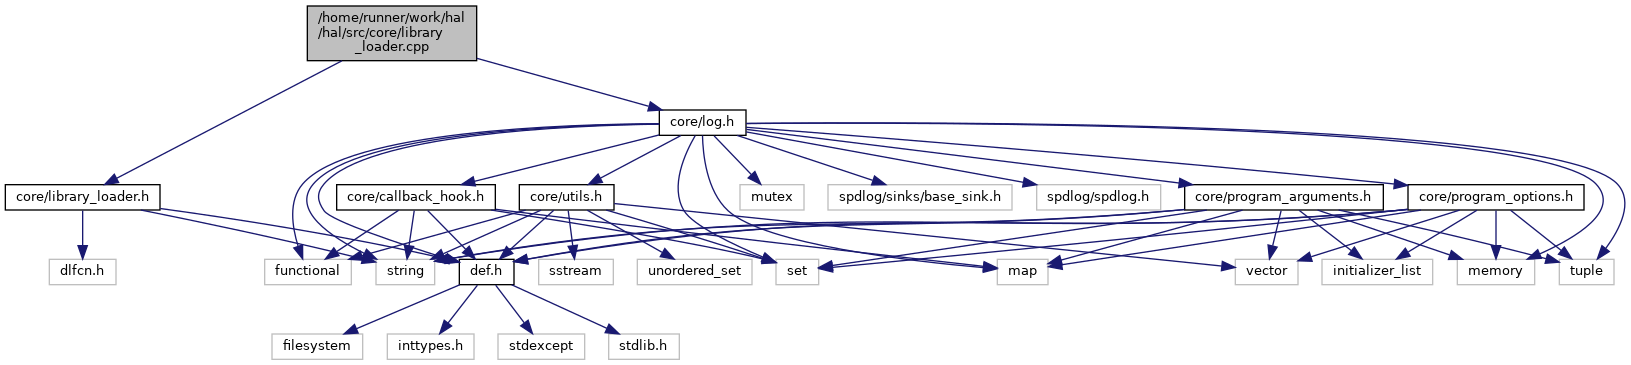 /home/runner/work/hal
/hal/src/core/library
_loader.cpp
core/log.h
core/library_loader.h
core/callback_hook.h
core/utils.h
mutex
spdlog/sinks/base_sink.h
spdlog/spdlog.h
core/program_arguments.h
core/program_options.h
dlfcn.h
functional
string
def.h
sstream
unordered_set
set
map
vector
initializer_list
memory
tuple
filesystem
inttypes.h
stdexcept
stdlib.h